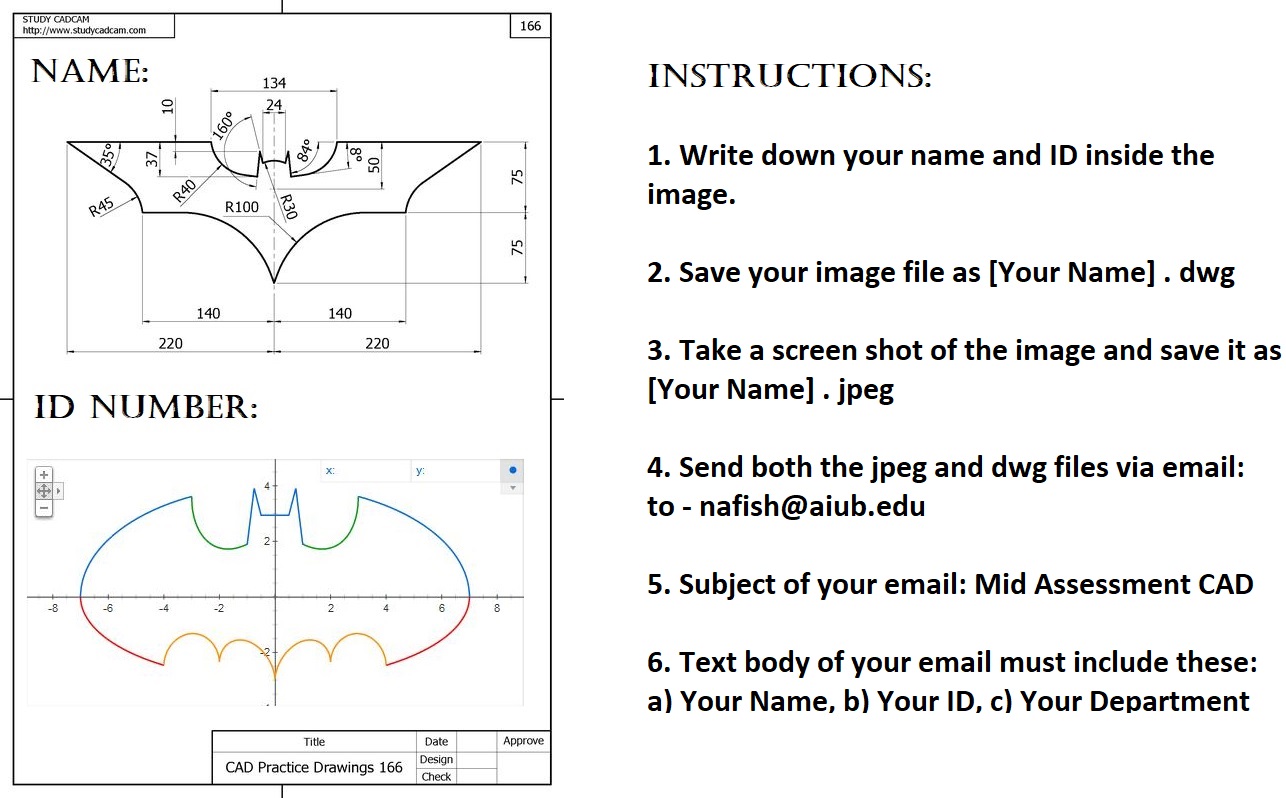 STUDY CADCAM
http://www.studycadcam.com
166
NAME:
134
24
10
160°
35°
37
84°
8°
50
75
R45
R40
R100
R30
75
140
140
220
220
ID NUMBER:
x:
y:
4
2
-8
-6
-4
-2
2
4
6
8
-2
Title
Date
Approve
CAD Practice Drawings 166
Design
Check
INSTRUCTIONS:
1. Write down your name and ID inside the
image.
2. Save your image file as [Your Name] . dwg
3. Take a screen shot of the image and save it as
[Your Name] . jpeg
4. Send both the jpeg and dwg files via email:
to - nafish@aiub.edu
5. Subject of your email: Mid Assessment CAD
6. Text body of your email must include these:
a) Your Name, b) Your ID, c) Your Department